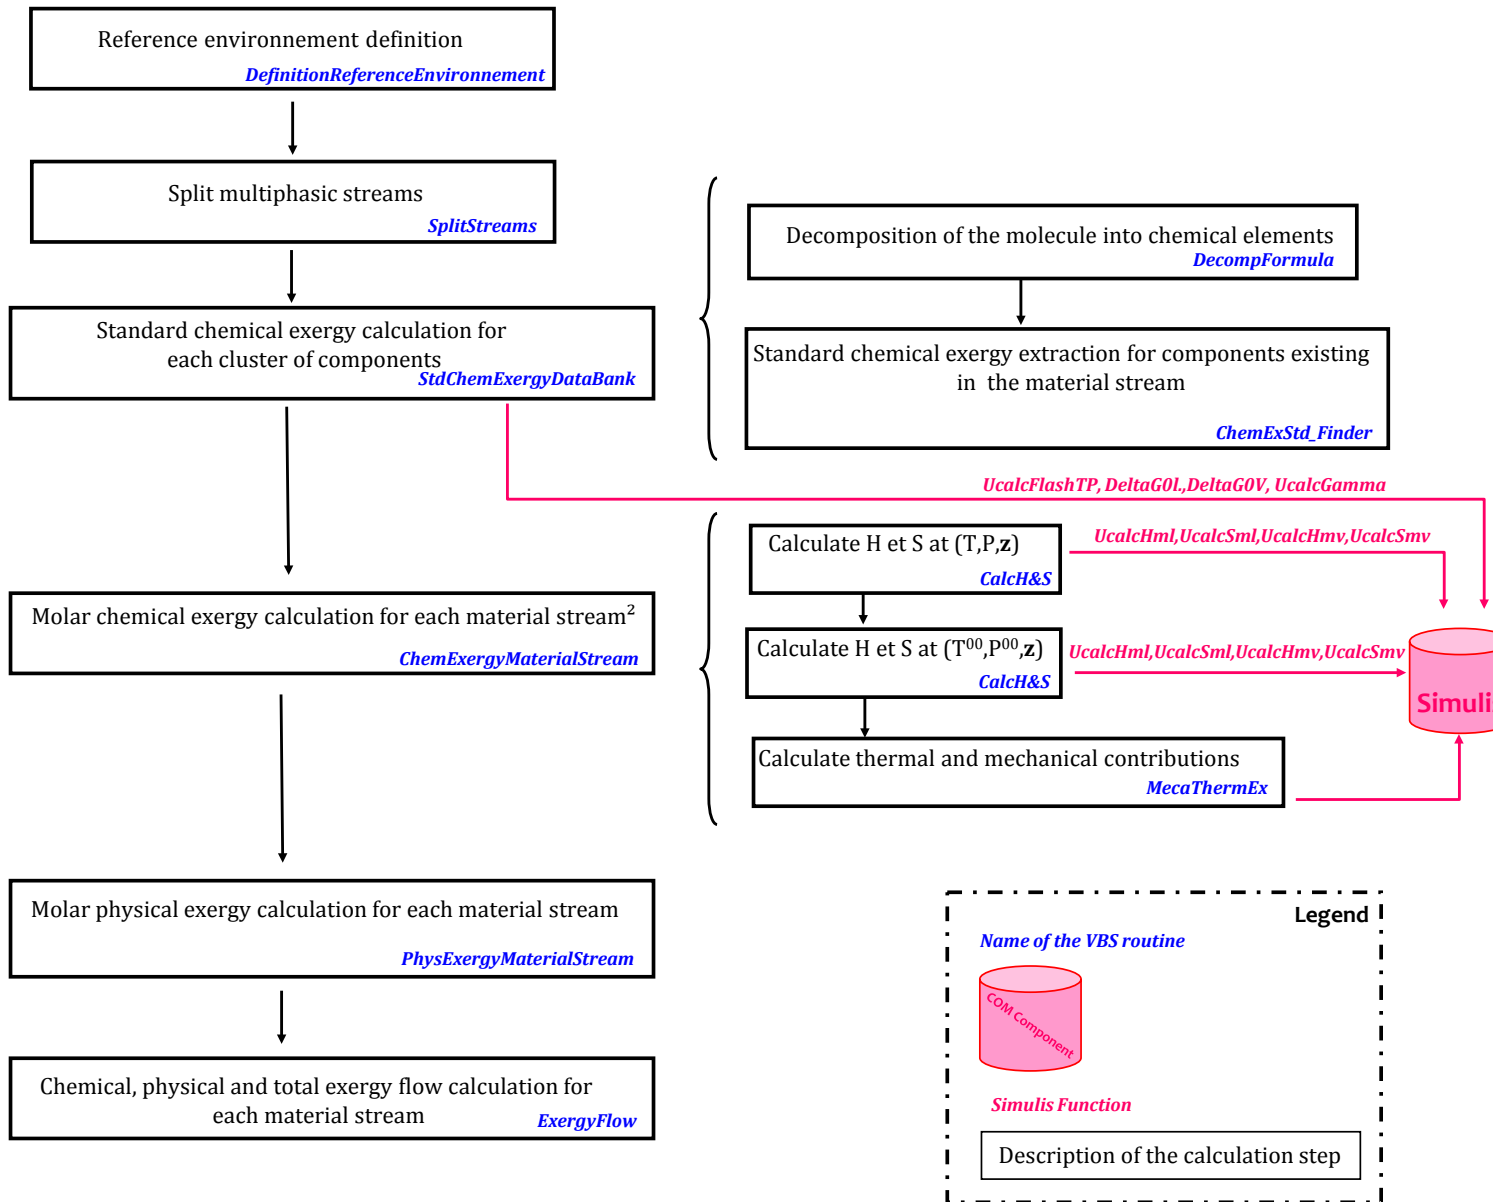 Reference environnement definition
DefinitionReferenceEnvironnement
Split multiphasic streams
SplitStreams
Standard chemical exergy calculation for
each cluster of components
StdChemExergyDataBank
Molar chemical exergy calculation for each material stream²
ChemExergyMaterialStream
Molar physical exergy calculation for each material stream
PhysExergyMaterialStream
Chemical, physical and total exergy flow calculation for
each material stream
ExergyFlow
Decomposition of the molecule into chemical elements
DecompFormula
Standard chemical exergy extraction for components existing
in the material stream
ChemExStd_Finder
UcalcFlashTP, DeltaG0l.,DeltaG0V, UcalcGamma
Calculate H et S at (T,P,z)
CalcH&S
UcalcHml,UcalcSml,UcalcHmv,UcalcSmv
Calculate H et S at (T⁰⁰,P⁰⁰,z)
CalcH&S
UcalcHml,UcalcSml,UcalcHmv,UcalcSmv
Calculate thermal and mechanical contributions
MecaThermEx
Simuli
Legend
Name of the VBS routine
COM Component
Simulis Function
Description of the calculation step